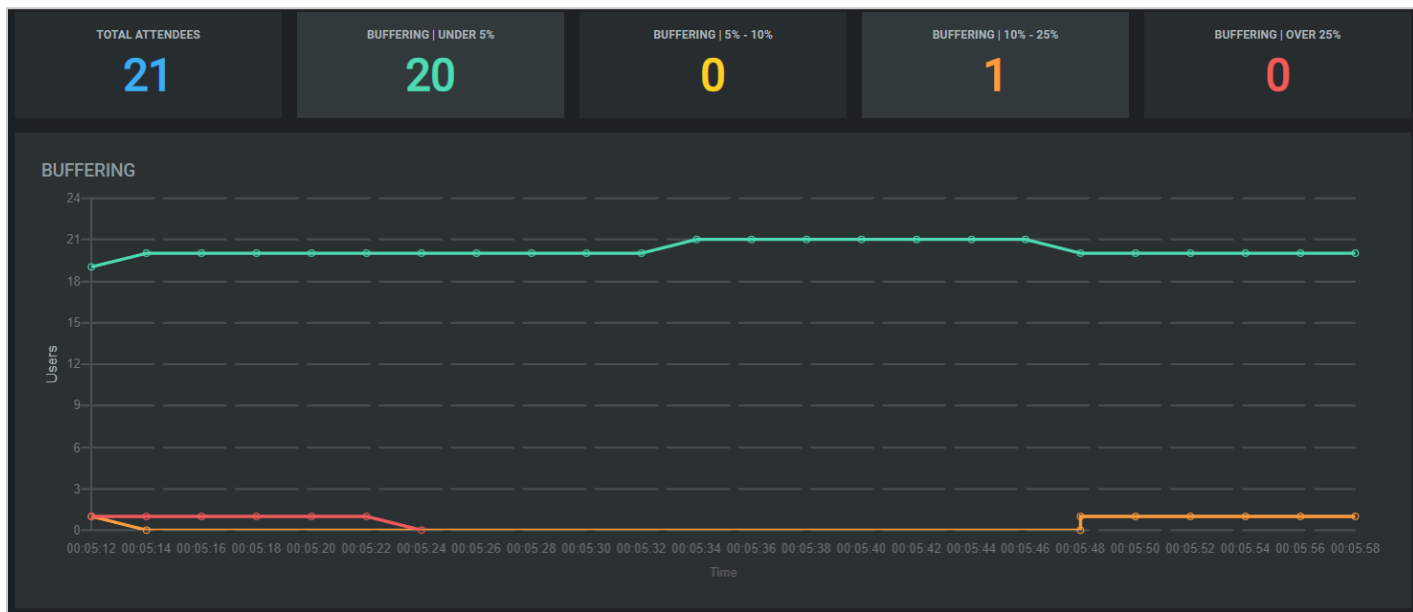 TOTAL ATTENDEES
21
BUFFERING | UNDER 5%
20
BUFFERING | 5% - 10%
0
BUFFERING | 10% - 25%
1
BUFFERING | OVER 25%
0
BUFFERING
24
21
18
15
12
9
6
3
0
Users
00:05:12 00:05:14 00:05:16 00:05:18 00:05:20 00:05:22 00:05:24 00:05:26 00:05:28 00:05:30 00:05:32 00:05:34 00:05:36 00:05:38 00:05:40 00:05:42 00:05:44 00:05:46 00:05:48 00:05:50 00:05:52 00:05:54 00:05:56 00:05:58
Time